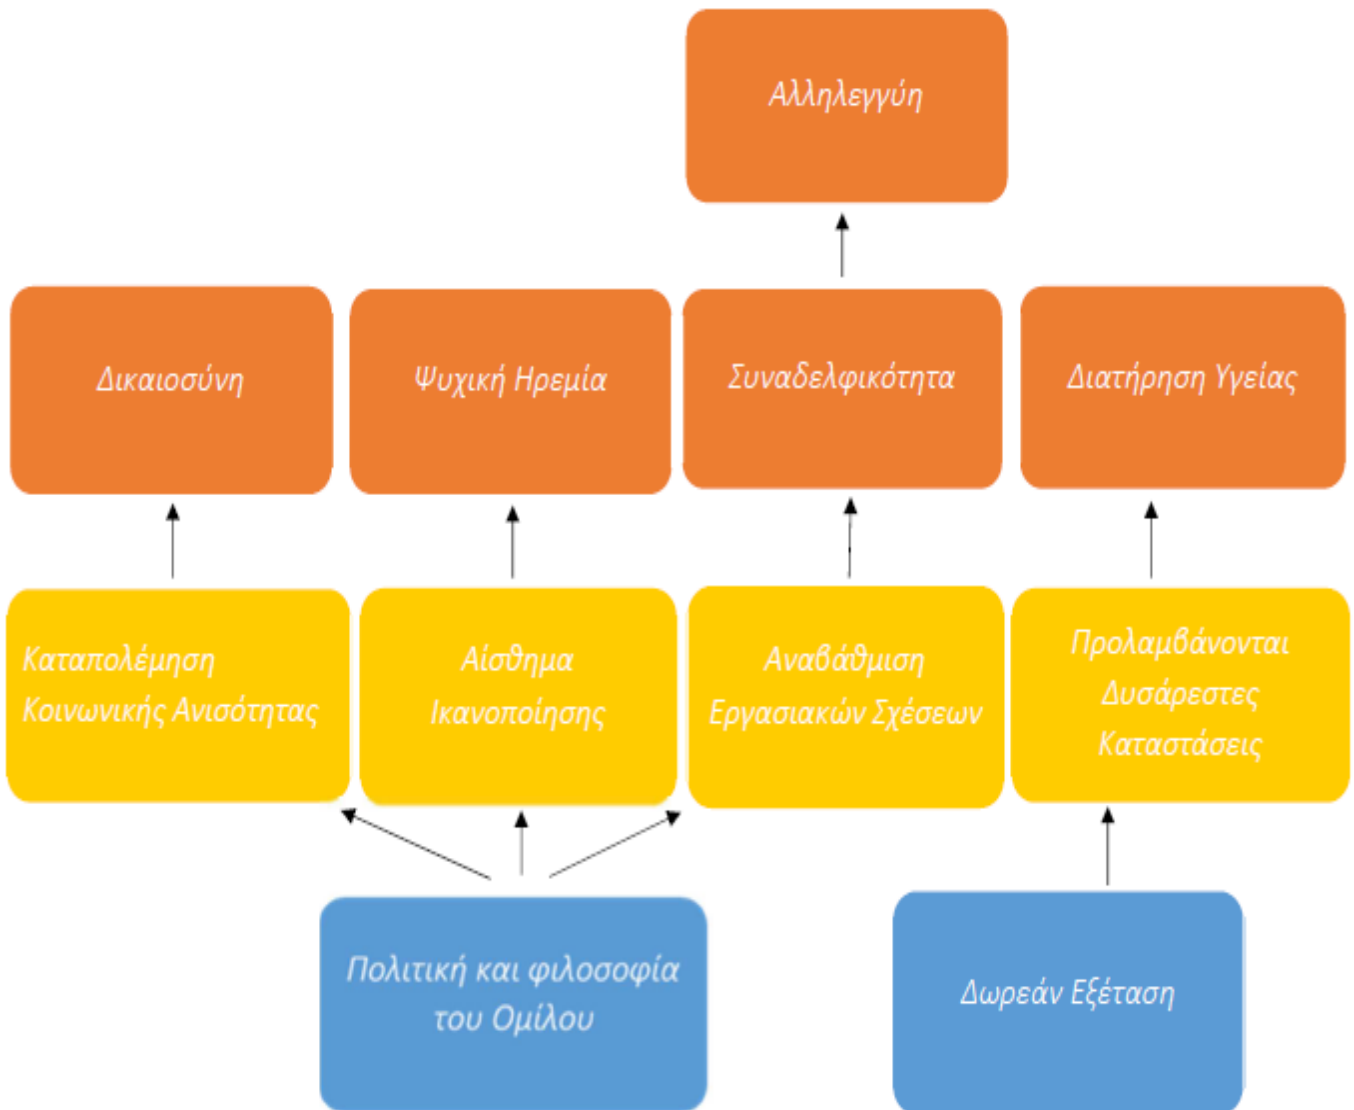 Αλληλεγγύη
Δικαιοσύνη
Ψυχική Ηρεμία
Συναδελφικότητα
Διατήρηση Υγείας
Καταπολέμηση
Κοινωνικής Ανισότητας
Αίσθημα
Ικανοποίησης
Αναβάθμιση
Εργασιακών Σχέσεων
Προλαμβάνονται
Δυσάρεστες
Καταστάσεις
Πολιτική και φιλοσοφία
του Ομίλου
Δωρεάν Εξέταση